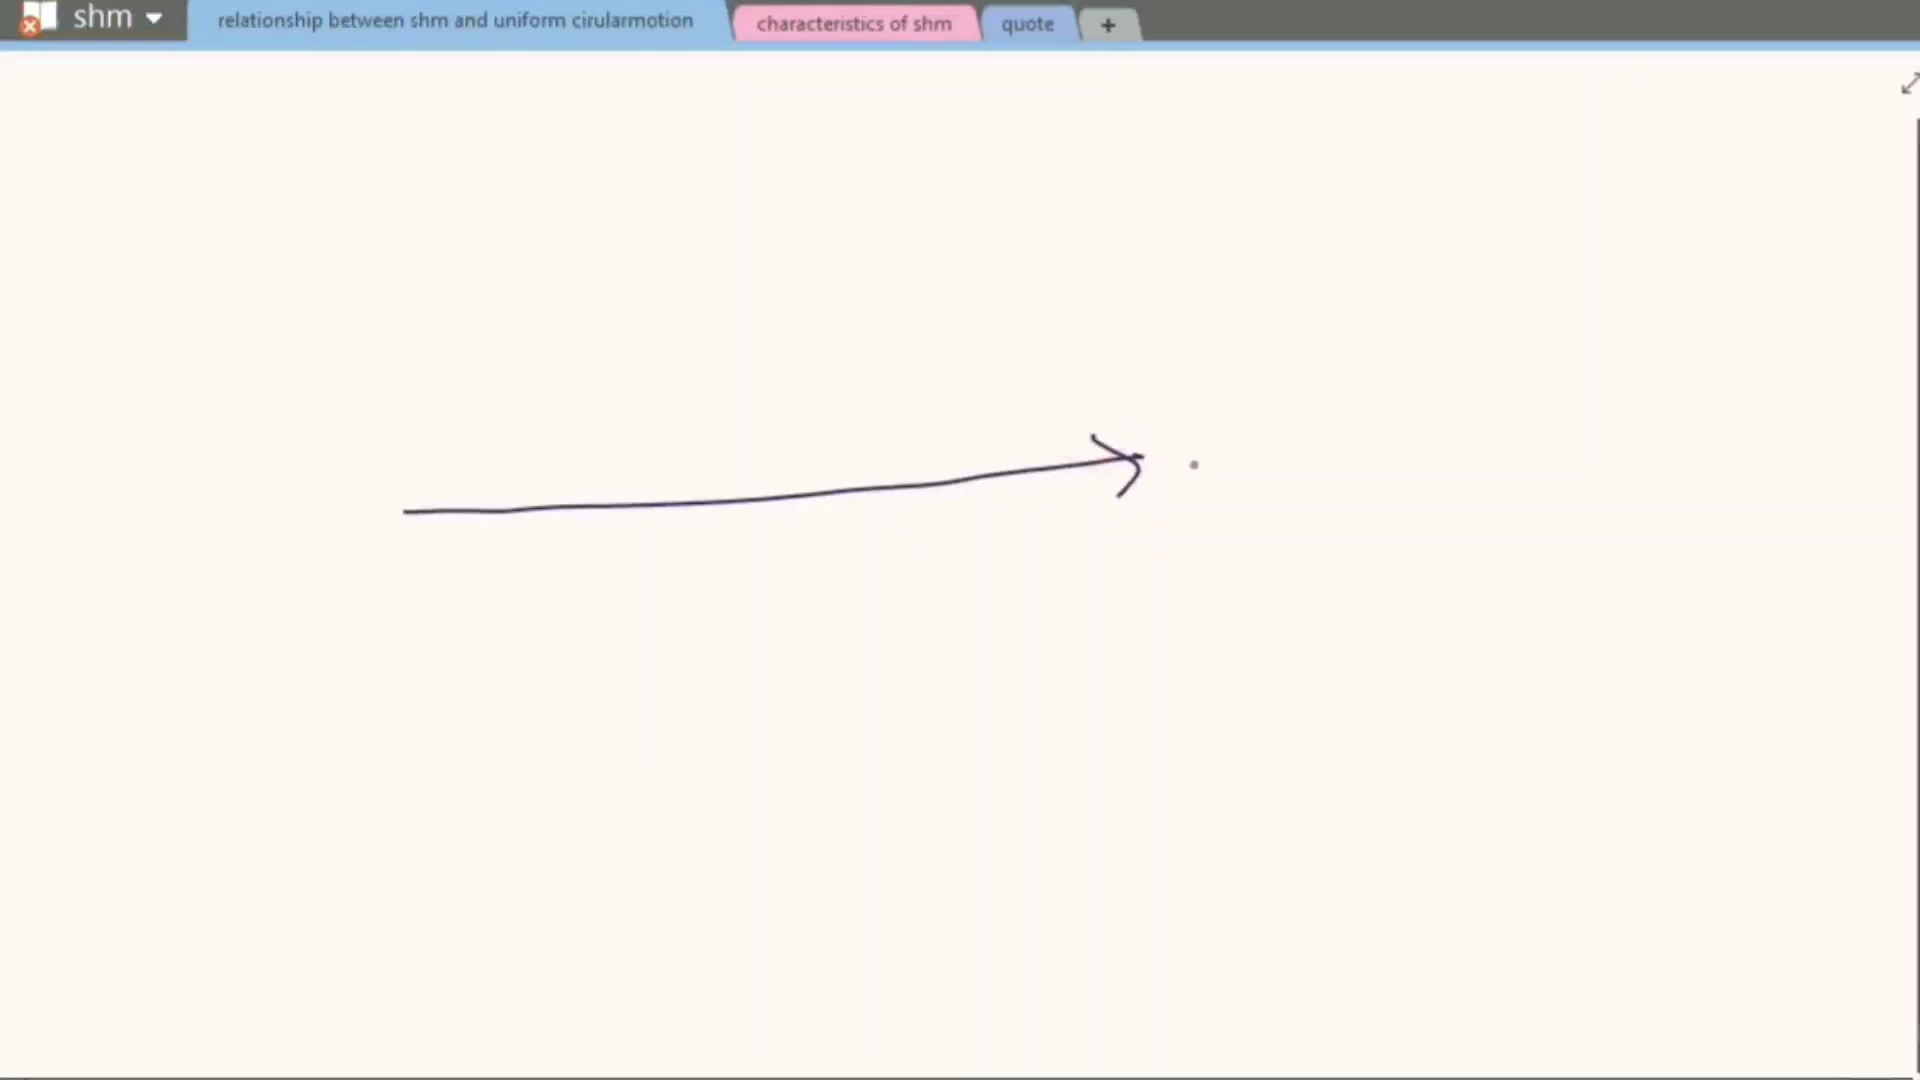 shm
relationship between shm and uniform cirularmotion
characteristics of shm
quote
+